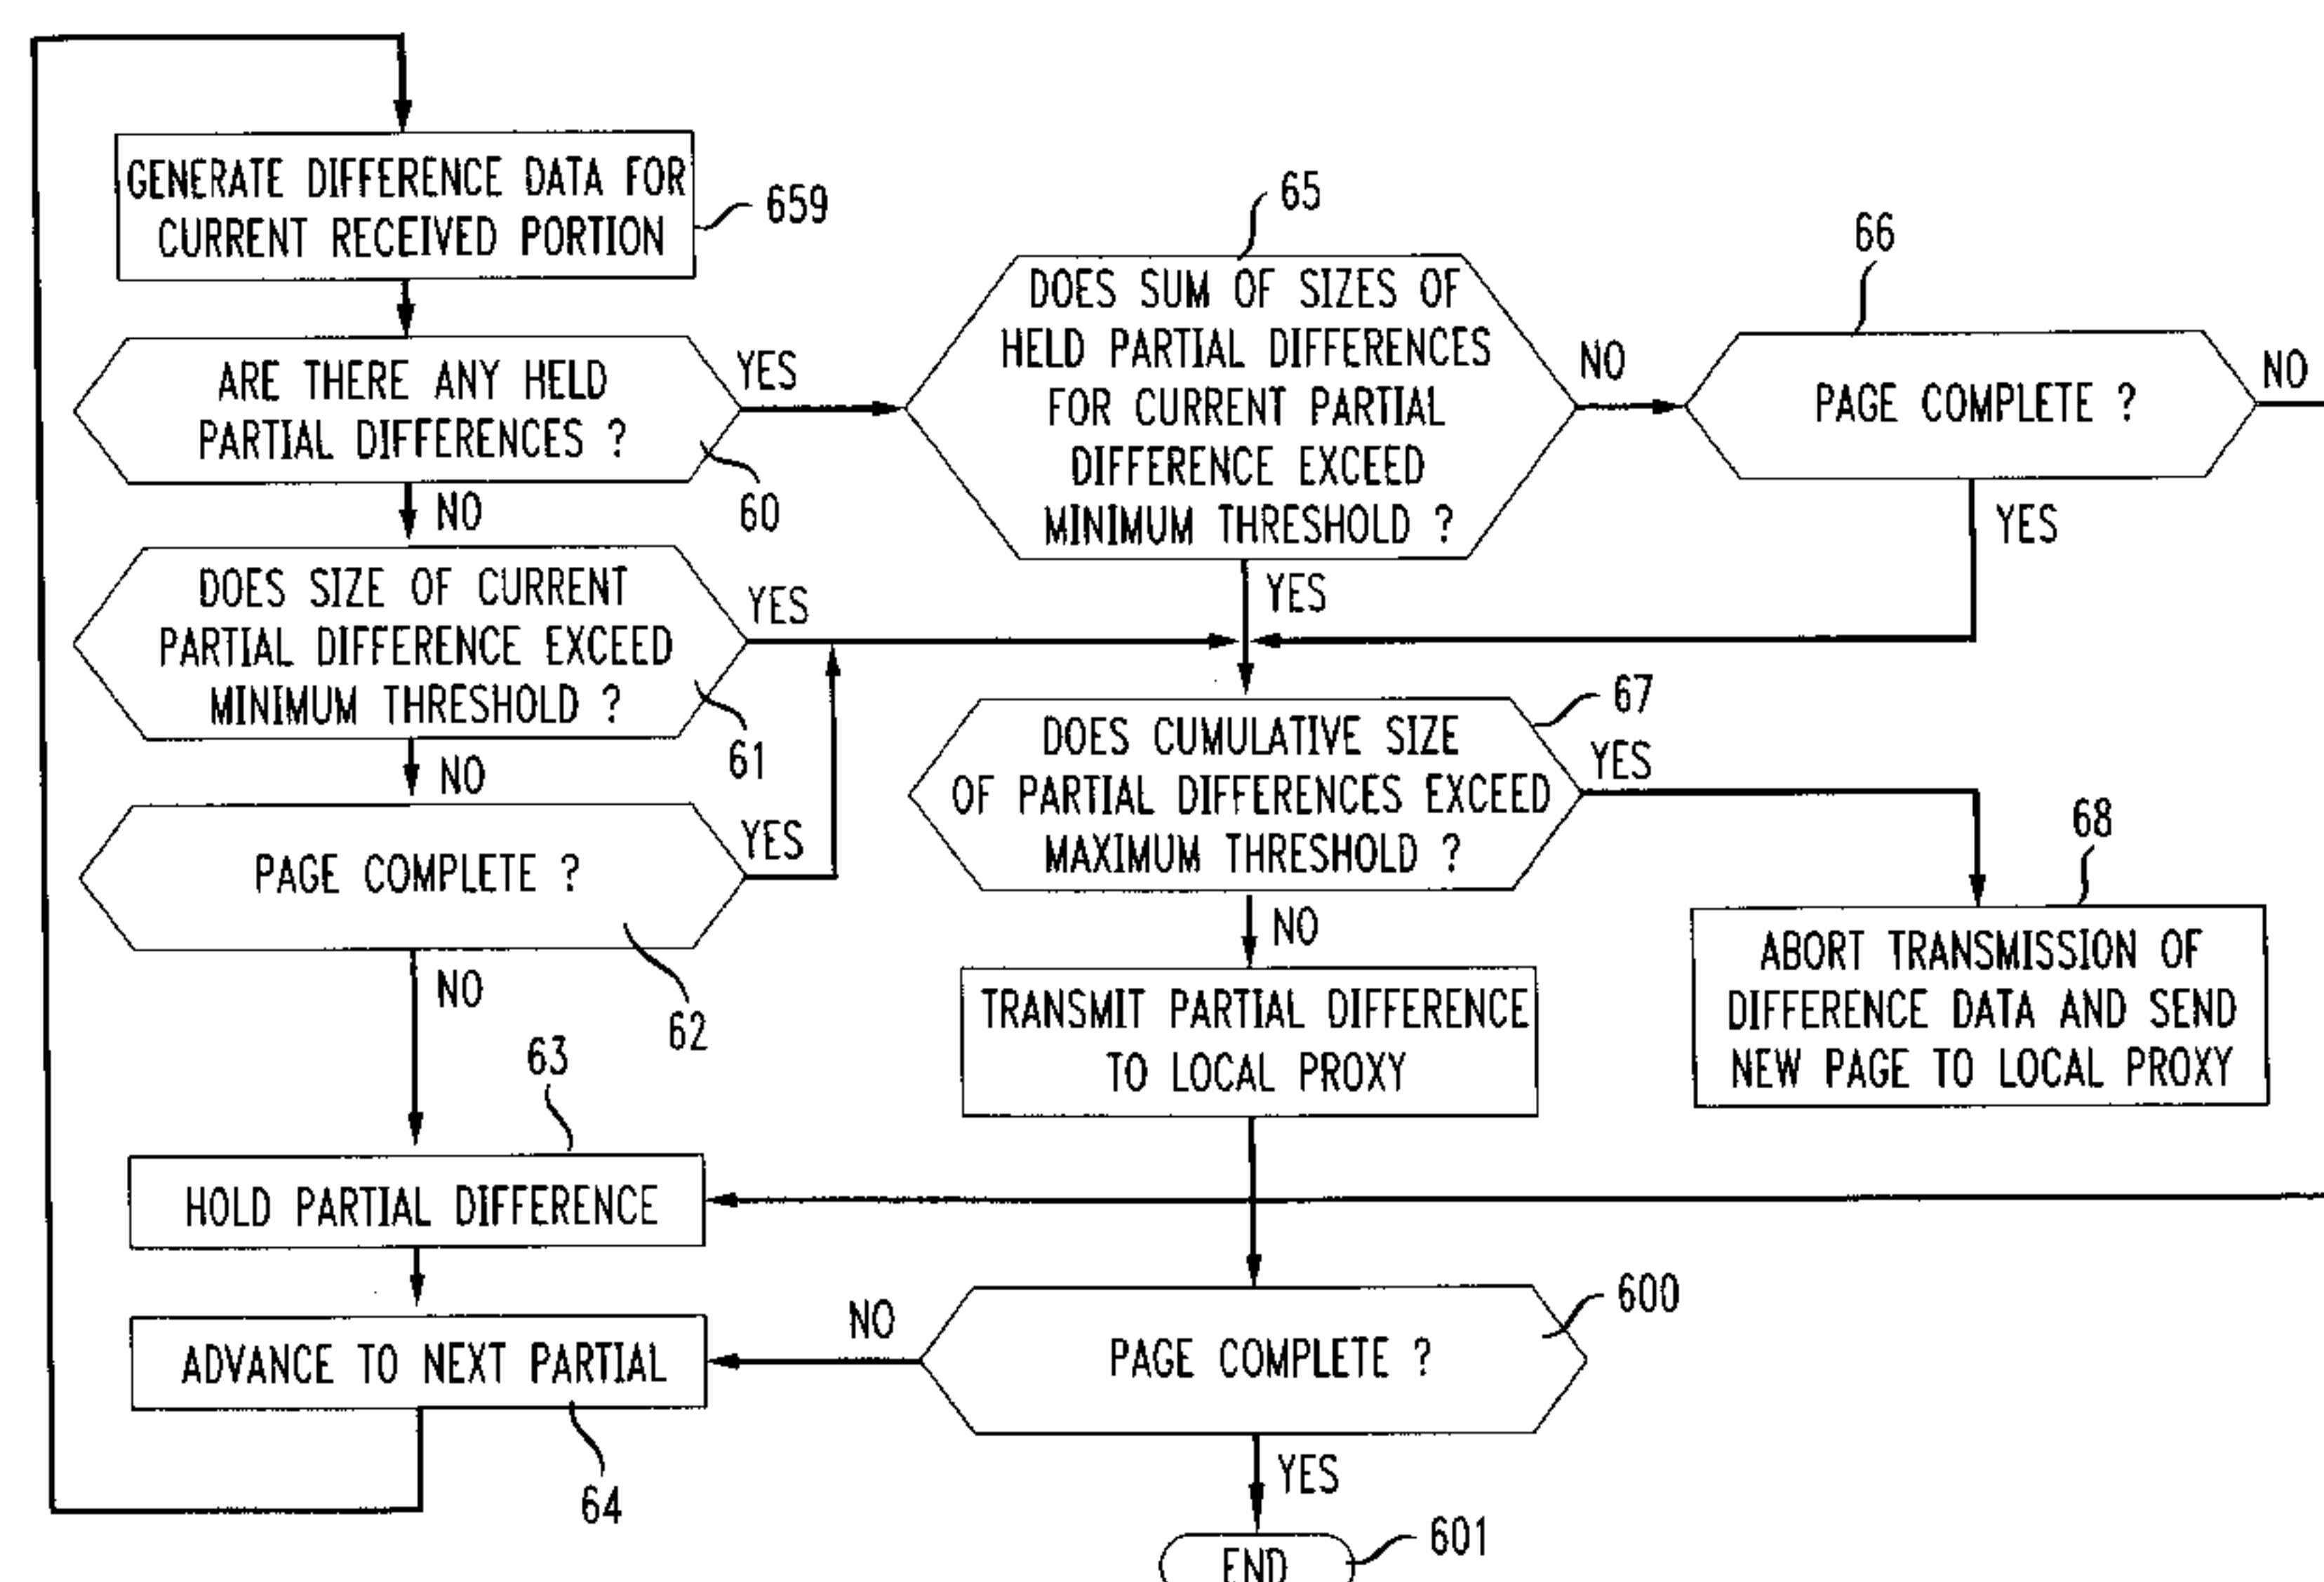 GENERATE DIFFERENCE DATA FOR
CURRENT RECEIVED PORTION
659
ARE THERE ANY HELD
PARTIAL DIFFERENCES ?
60
YES
NO
DOES SIZE OF CURRENT
PARTIAL DIFFERENCE EXCEED
MINIMUM THRESHOLD ?
61
YES
NO
PAGE COMPLETE ?
62
YES
NO
63
HOLD PARTIAL DIFFERENCE
ADVANCE TO NEXT PARTIAL
64
65
DOES SUM OF SIZES OF
HELD PARTIAL DIFFERENCES
FOR CURRENT PARTIAL
DIFFERENCE EXCEED
MINIMUM THRESHOLD ?
NO
YES
66
PAGE COMPLETE ?
NO
YES
67
DOES CUMULATIVE SIZE
OF PARTIAL DIFFERENCES EXCEED
MAXIMUM THRESHOLD ?
YES
NO
68
ABORT TRANSMISSION OF
DIFFERENCE DATA AND SEND
NEW PAGE TO LOCAL PROXY
TRANSMIT PARTIAL DIFFERENCE
TO LOCAL PROXY
600
PAGE COMPLETE ?
NO
YES
END
601